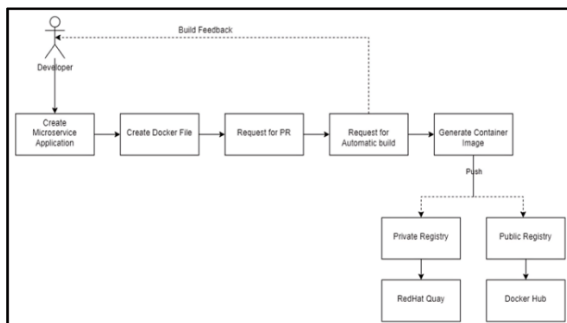 Build Feedback
Developer
Create
Microservice
Application
Create Docker File
Request for PR
Request for
Automatic build
Generate Container
Image
Push
Private Registry
Public Registry
RedHat Quay
Docker Hub